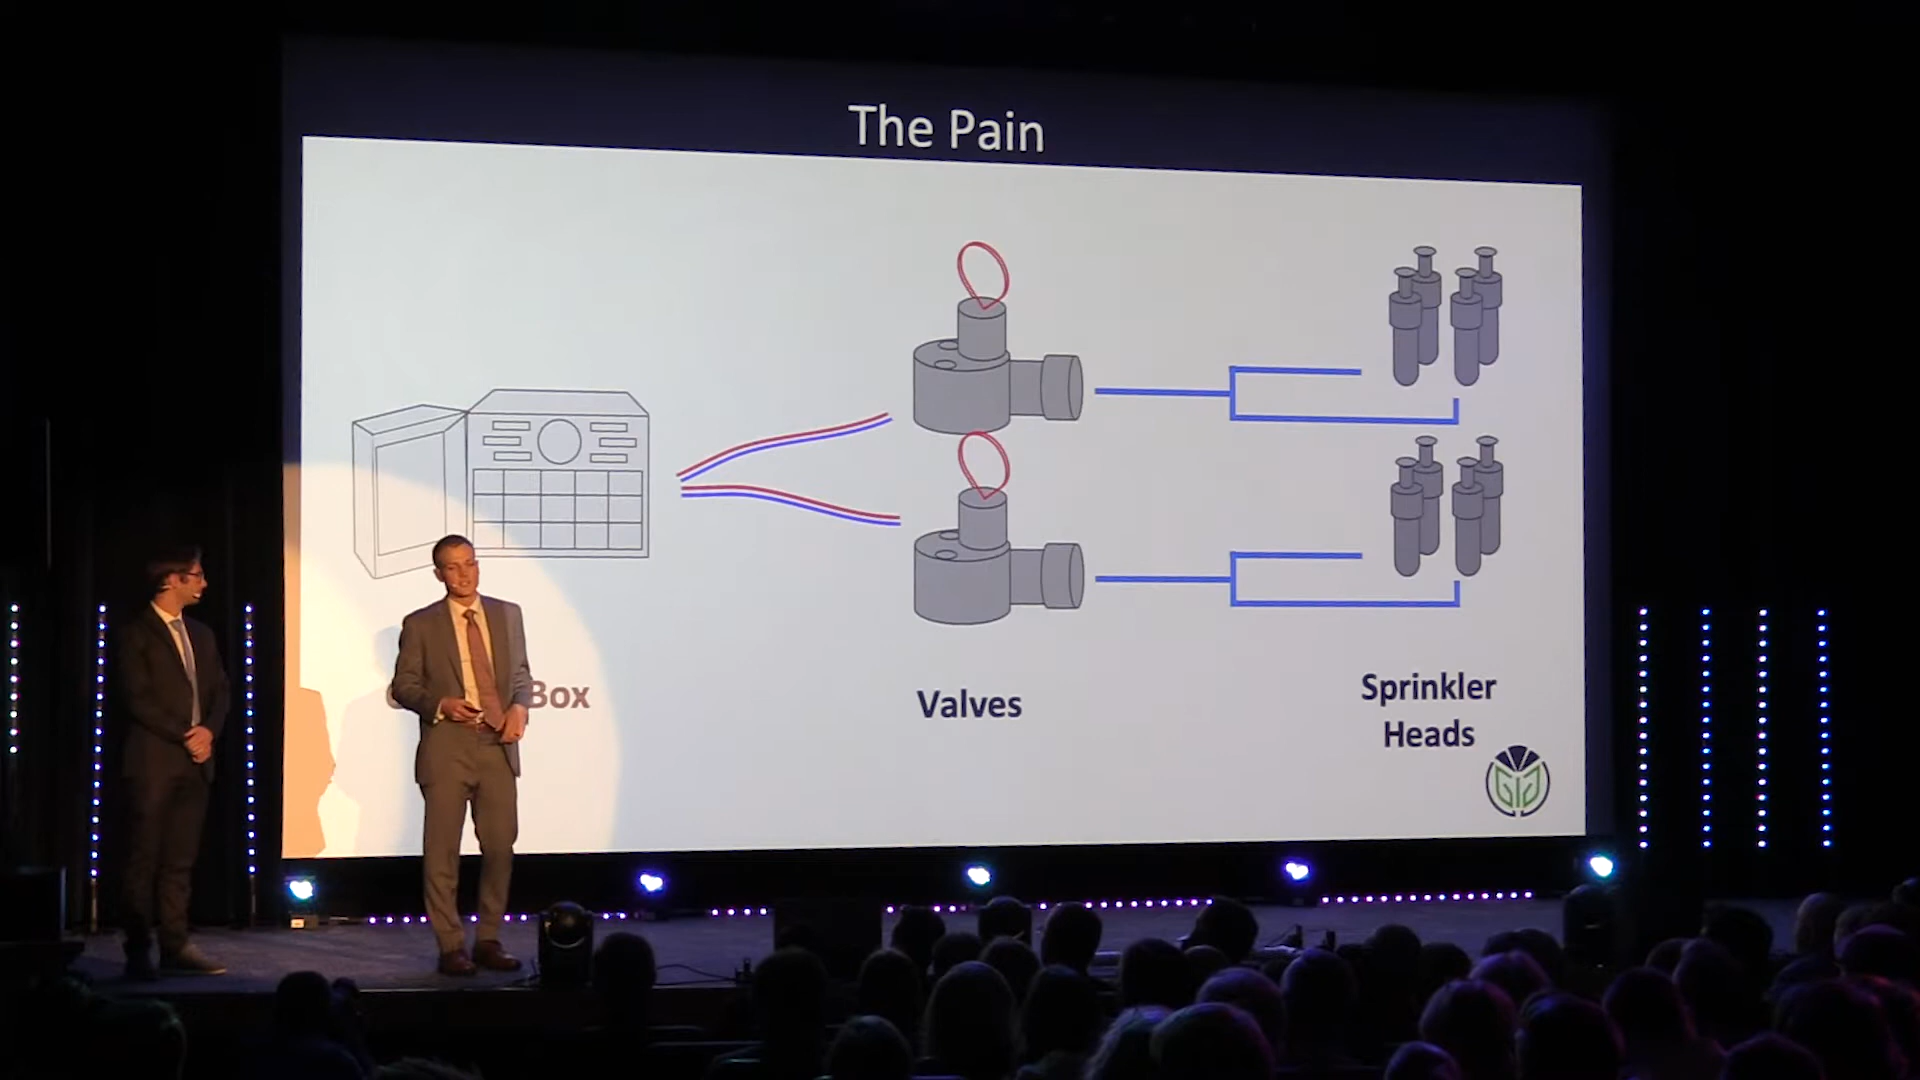 The Pain
Box
Valves
Sprinkler
Heads